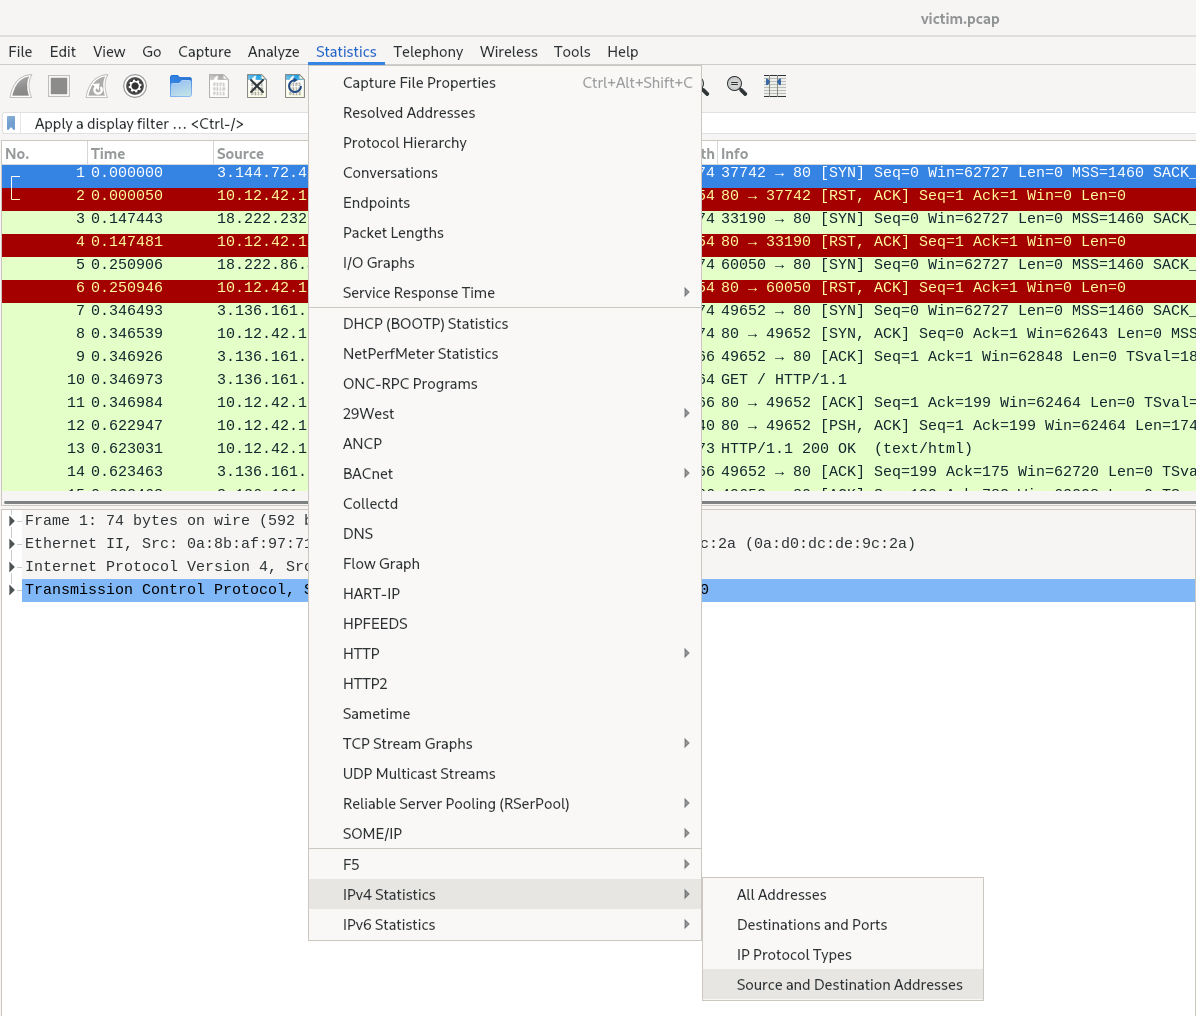 victim.pcap
File Edit View Go Capture Analyze Statistics Telephony Wireless Tools Help
Apply a display filter … <Ctrl-/>
No. Time Source Info
1 0.000000 3.144.72.4 74 37742 → 80 [SYN] Seq=0 Win=62727 Len=0 MSS=1460 SACK_
2 0.000050 10.12.42.1 54 80 → 37742 [RST, ACK] Seq=1 Ack=1 Win=0 Len=0
3 0.147443 18.222.232 74 33190 → 80 [SYN] Seq=0 Win=62727 Len=0 MSS=1460 SACK_
4 0.147481 10.12.42.1 54 80 → 33190 [RST, ACK] Seq=1 Ack=1 Win=0 Len=0
5 0.250906 18.222.86. 74 60050 → 80 [SYN] Seq=0 Win=62727 Len=0 MSS=1460 SACK_
6 0.250946 10.12.42.1 54 80 → 60050 [RST, ACK] Seq=1 Ack=1 Win=0 Len=0
7 0.346493 3.136.161. 74 49652 → 80 [SYN] Seq=0 Win=62727 Len=0 MSS=1460 SACK_
8 0.346539 10.12.42.1 74 80 → 49652 [SYN, ACK] Seq=0 Ack=1 Win=62643 Len=0 MSS
9 0.346926 3.136.161. 66 49652 → 80 [ACK] Seq=1 Ack=1 Win=62848 Len=0 TSval=18
10 0.346973 3.136.161. 64 GET / HTTP/1.1
11 0.346984 10.12.42.1 66 80 → 49652 [ACK] Seq=1 Ack=199 Win=62464 Len=0 TSval=
12 0.622947 10.12.42.1 40 80 → 49652 [PSH, ACK] Seq=1 Ack=199 Win=62464 Len=174
13 0.623031 10.12.42.1 73 HTTP/1.1 200 OK (text/html)
14 0.623463 3.136.161. 66 49652 → 80 [ACK] Seq=199 Ack=175 Win=62720 Len=0 TSva
Frame 1: 74 bytes on wire (592 b
Ethernet II, Src: 0a:8b:af:97:71 c:2a (0a:d0:dc:de:9c:2a)
Internet Protocol Version 4, Src
Transmission Control Protocol, S 0
Capture File Properties Ctrl+Alt+Shift+C
Resolved Addresses
Protocol Hierarchy
Conversations
Endpoints
Packet Lengths
I/O Graphs
Service Response Time
DHCP (BOOTP) Statistics
NetPerfMeter Statistics
ONC-RPC Programs
29West
ANCP
BACnet
Collectd
DNS
Flow Graph
HART-IP
HPFEEDS
HTTP
HTTP2
Sametime
TCP Stream Graphs
UDP Multicast Streams
Reliable Server Pooling (RSerPool)
SOME/IP
F5
IPv4 Statistics
IPv6 Statistics
All Addresses
Destinations and Ports
IP Protocol Types
Source and Destination Addresses